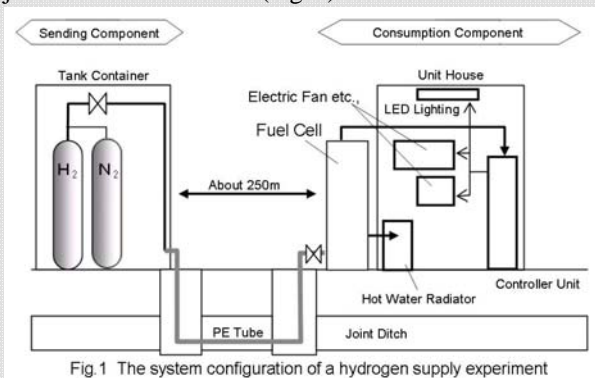 Sending Component
Consumption Component
Tank Container
Unit House
Electric Fan etc.,
LED Lighting
Fuel Cell
H2
N2
About 250m
Hot Water Radiator
Controller Unit
PE Tube
Joint Ditch
Fig.1 The system configuration of a hydrogen supply experiment